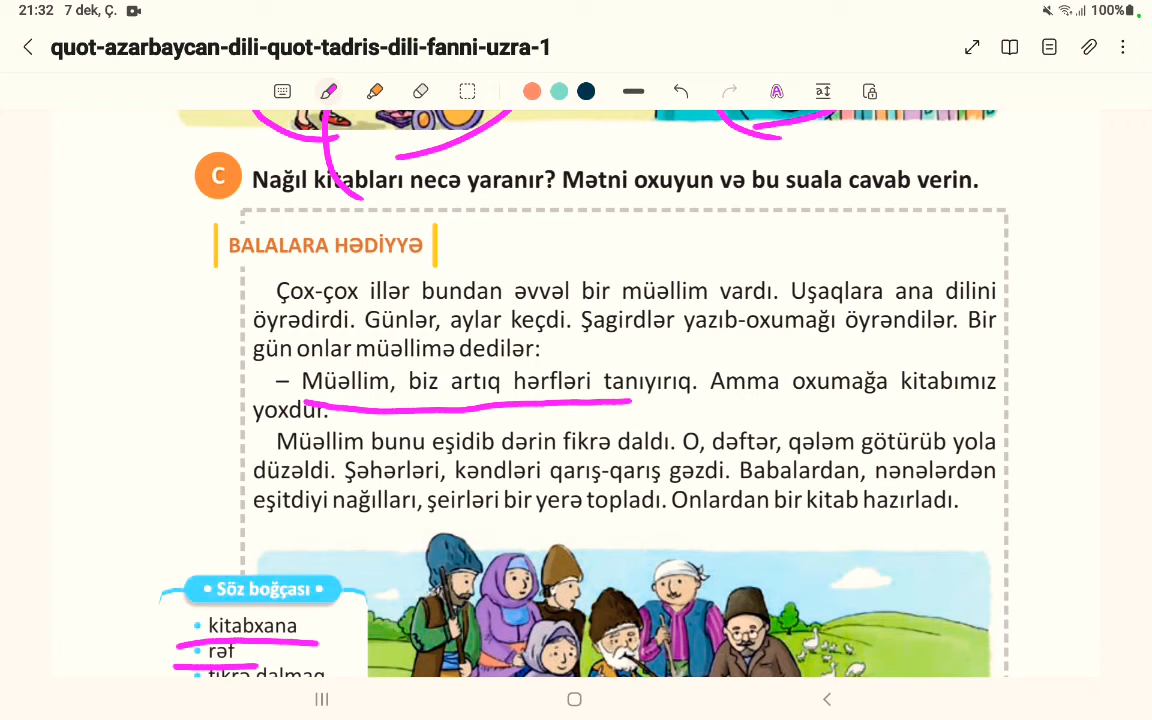 21:32 7 dek, Ç. 100%
quot-azarbaycan-dili-quot-tadris-dili-fanni-uzra-1
C Nağıl kitabları necə yaranır? Mətni oxuyun və bu suala cavab verin.
BALALARA HƏDİYYƏ
Çox-çox illər bundan əvvəl bir müəllim vardı. Uşaqlara ana dilini
öyrədirdi. Günlər, aylar keçdi. Şagirdlər yazıb-oxumağı öyrəndilər. Bir
gün onlar müəllimə dedilər:
– Müəllim, biz artıq hərfləri tanıyırıq. Amma oxumağa kitabımız
yoxdur.
Müəllim bunu eşidib dərin fikrə daldı. O, dəftər, qələm götürüb yola
düzəldi. Şəhərləri, kəndləri qarış-qarış gəzdi. Babalardan, nənələrdən
eşitdiyi nağılları, şeirləri bir yerə topladı. Onlardan bir kitab hazırladı.
• Söz boğçası •
• kitabxana
• rəf
• fikrə dalmaq